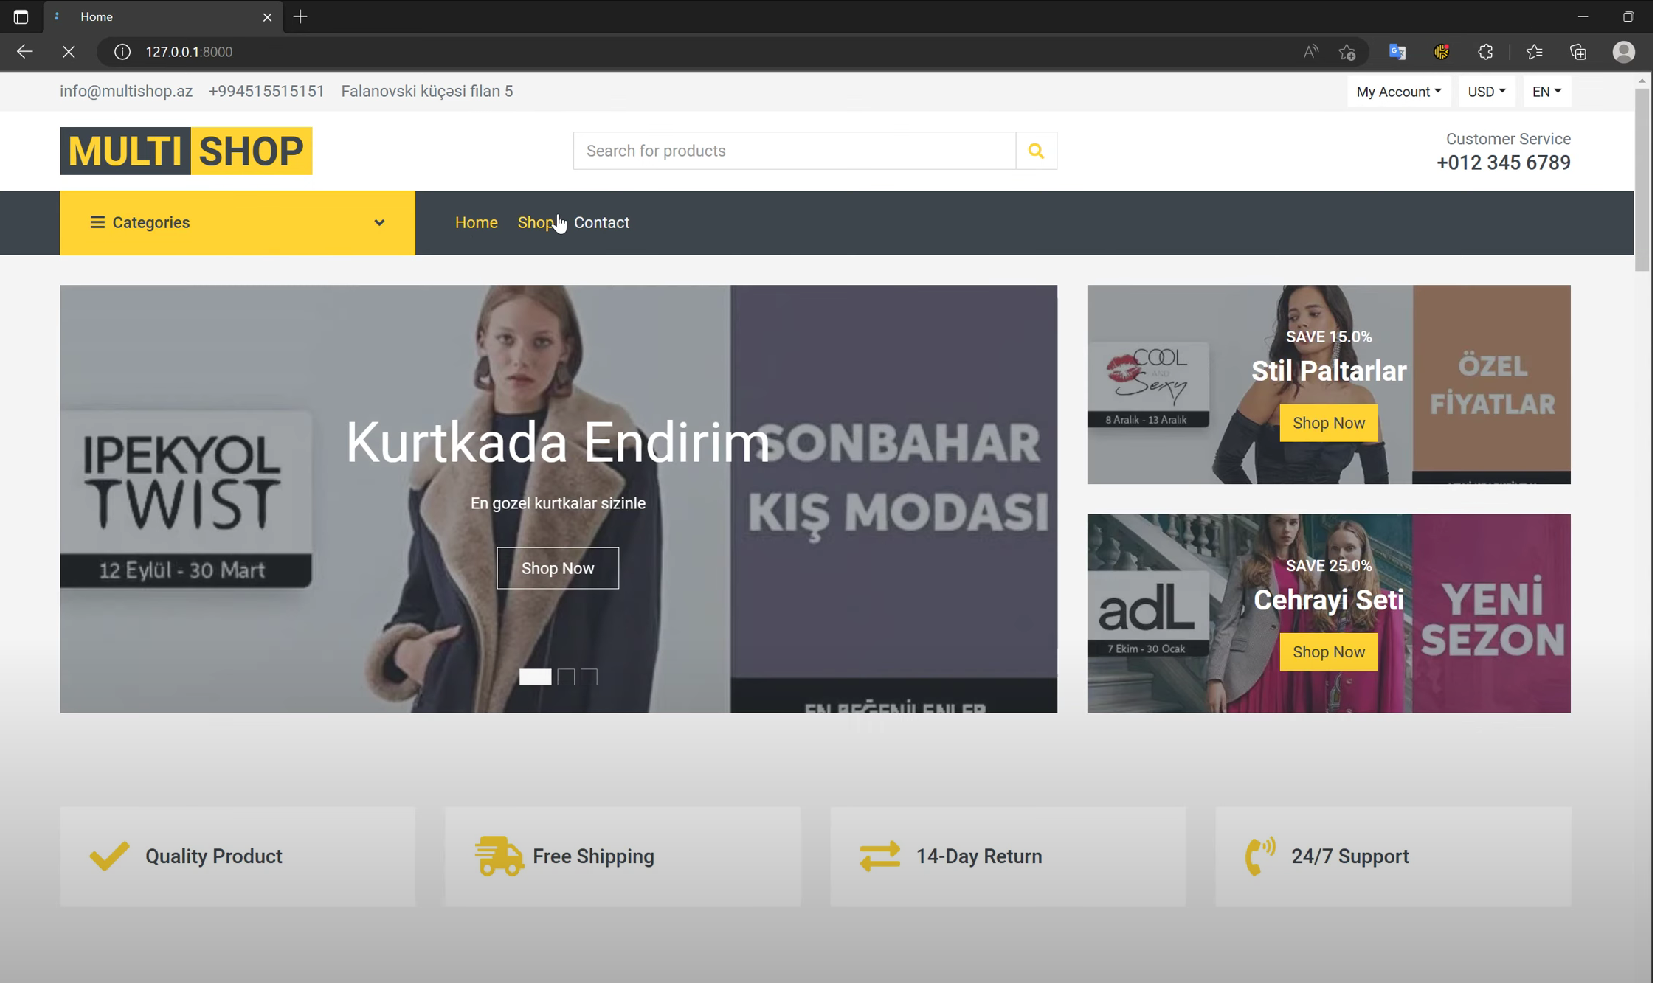 Home
127.0.0.1:8000
info@multishop.az +994515515151 Falanovski küçəsi filan 5
My Account USD EN
MULTI SHOP
Search for products
Customer Service
+012 345 6789
Categories
Home Shop Contact
IPEKYOL
TWIST
12 Eylül - 30 Mart
Kurtkada Endirim
En gozel kurtkalar sizinle
Shop Now
SONBAHAR
KIŞ MODASI
EN BEĞENİLENLER
COOL
AND
Sexy
8 Aralık - 13 Aralık
SAVE 15.0%
Stil Paltarlar
Shop Now
ÖZEL
FİYATLAR
adL
7 Ekim - 30 Ocak
SAVE 25.0%
Cehrayi Seti
Shop Now
YENİ
SEZON
Quality Product
Free Shipping
14-Day Return
24/7 Support